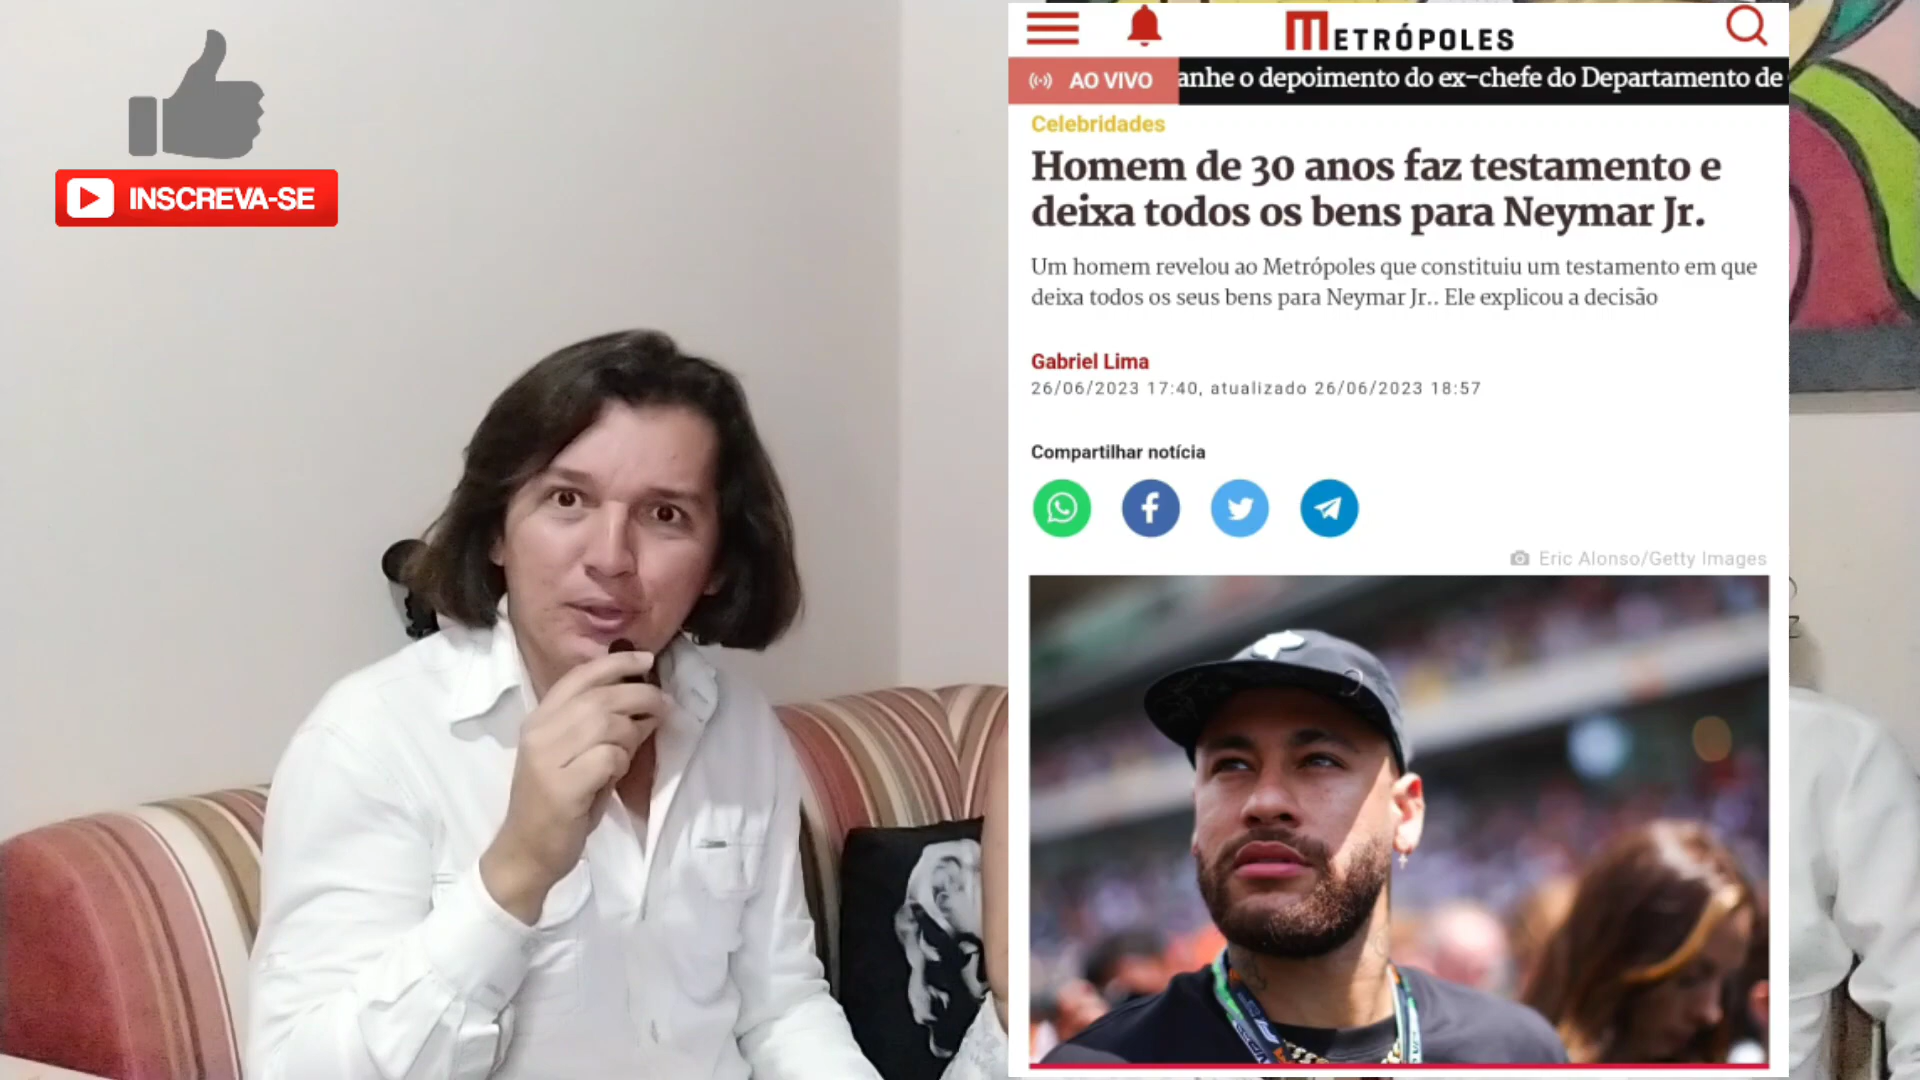 INSCREVA-SE
METRÓPOLES
AO VIVO
anhe o depoimento do ex-chefe do Departamento de
Celebridades
Homem de 30 anos faz testamento e
deixa todos os bens para Neymar Jr.
Um homem revelou ao Metrópoles que constituiu um testamento em que
deixa todos os seus bens para Neymar Jr.. Ele explicou a decisão
Gabriel Lima
26/06/2023 17:40, atualizado 26/06/2023 18:57
Compartilhar notícia
Eric Alonso/Getty Images